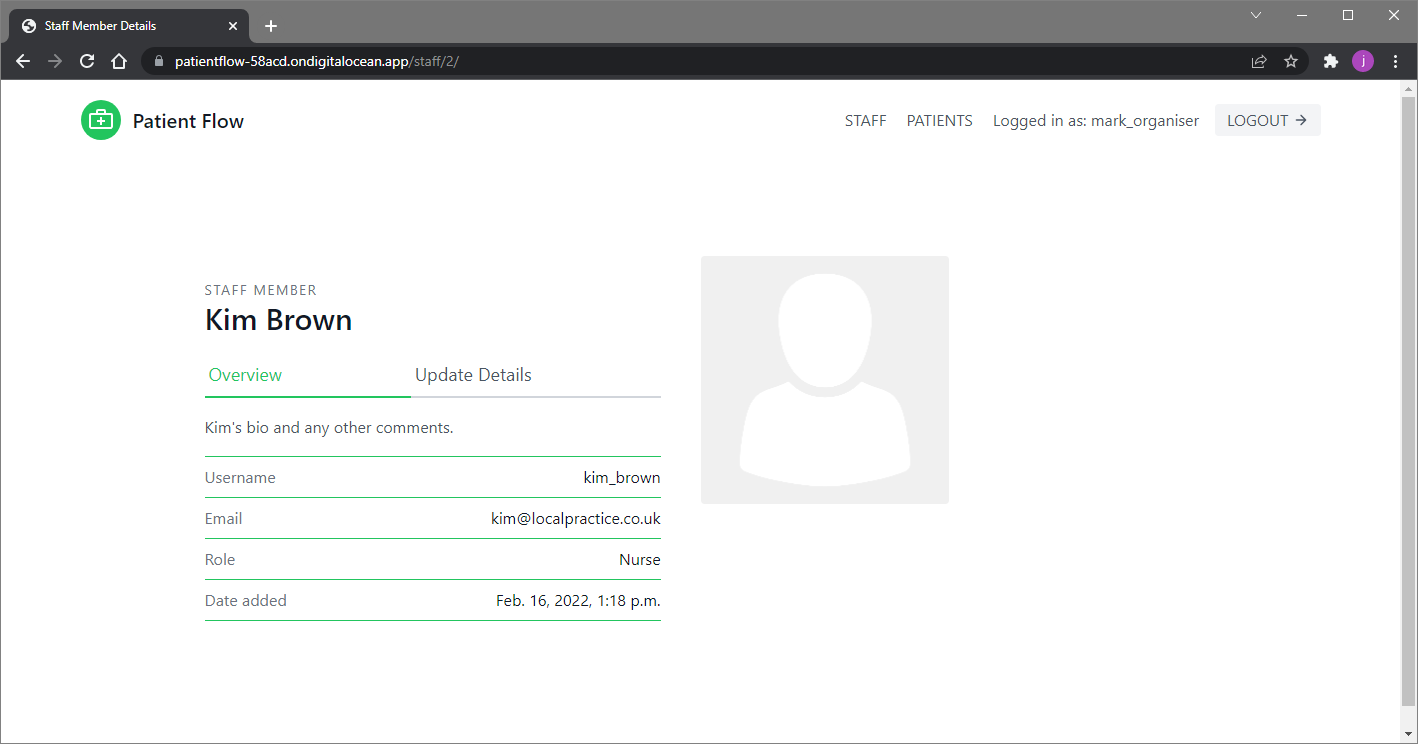 Staff Member Details
patientflow-58acd.ondigitalocean.app/staff/2/
j
Patient Flow
STAFF PATIENTS Logged in as: mark_organiser LOGOUT →
STAFF MEMBER
Kim Brown
Overview Update Details
Kim's bio and any other comments.
Username kim_brown
Email kim@localpractice.co.uk
Role Nurse
Date added Feb. 16, 2022, 1:18 p.m.